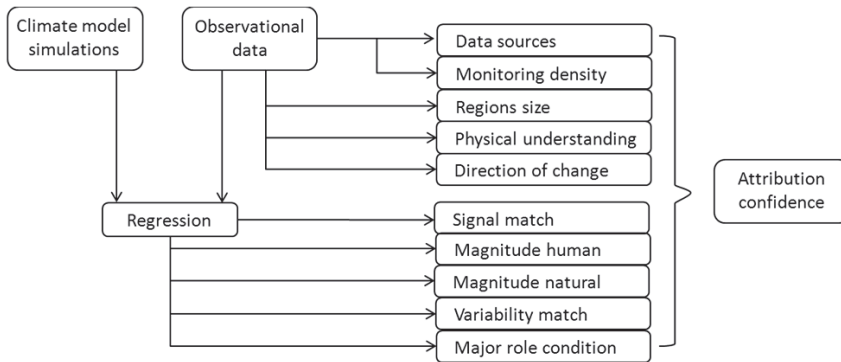 Climate model
simulations
Observational
data
Data sources
Monitoring density
Regions size
Physical understanding
Direction of change
Attribution
confidence
Regression
Signal match
Magnitude human
Magnitude natural
Variability match
Major role condition